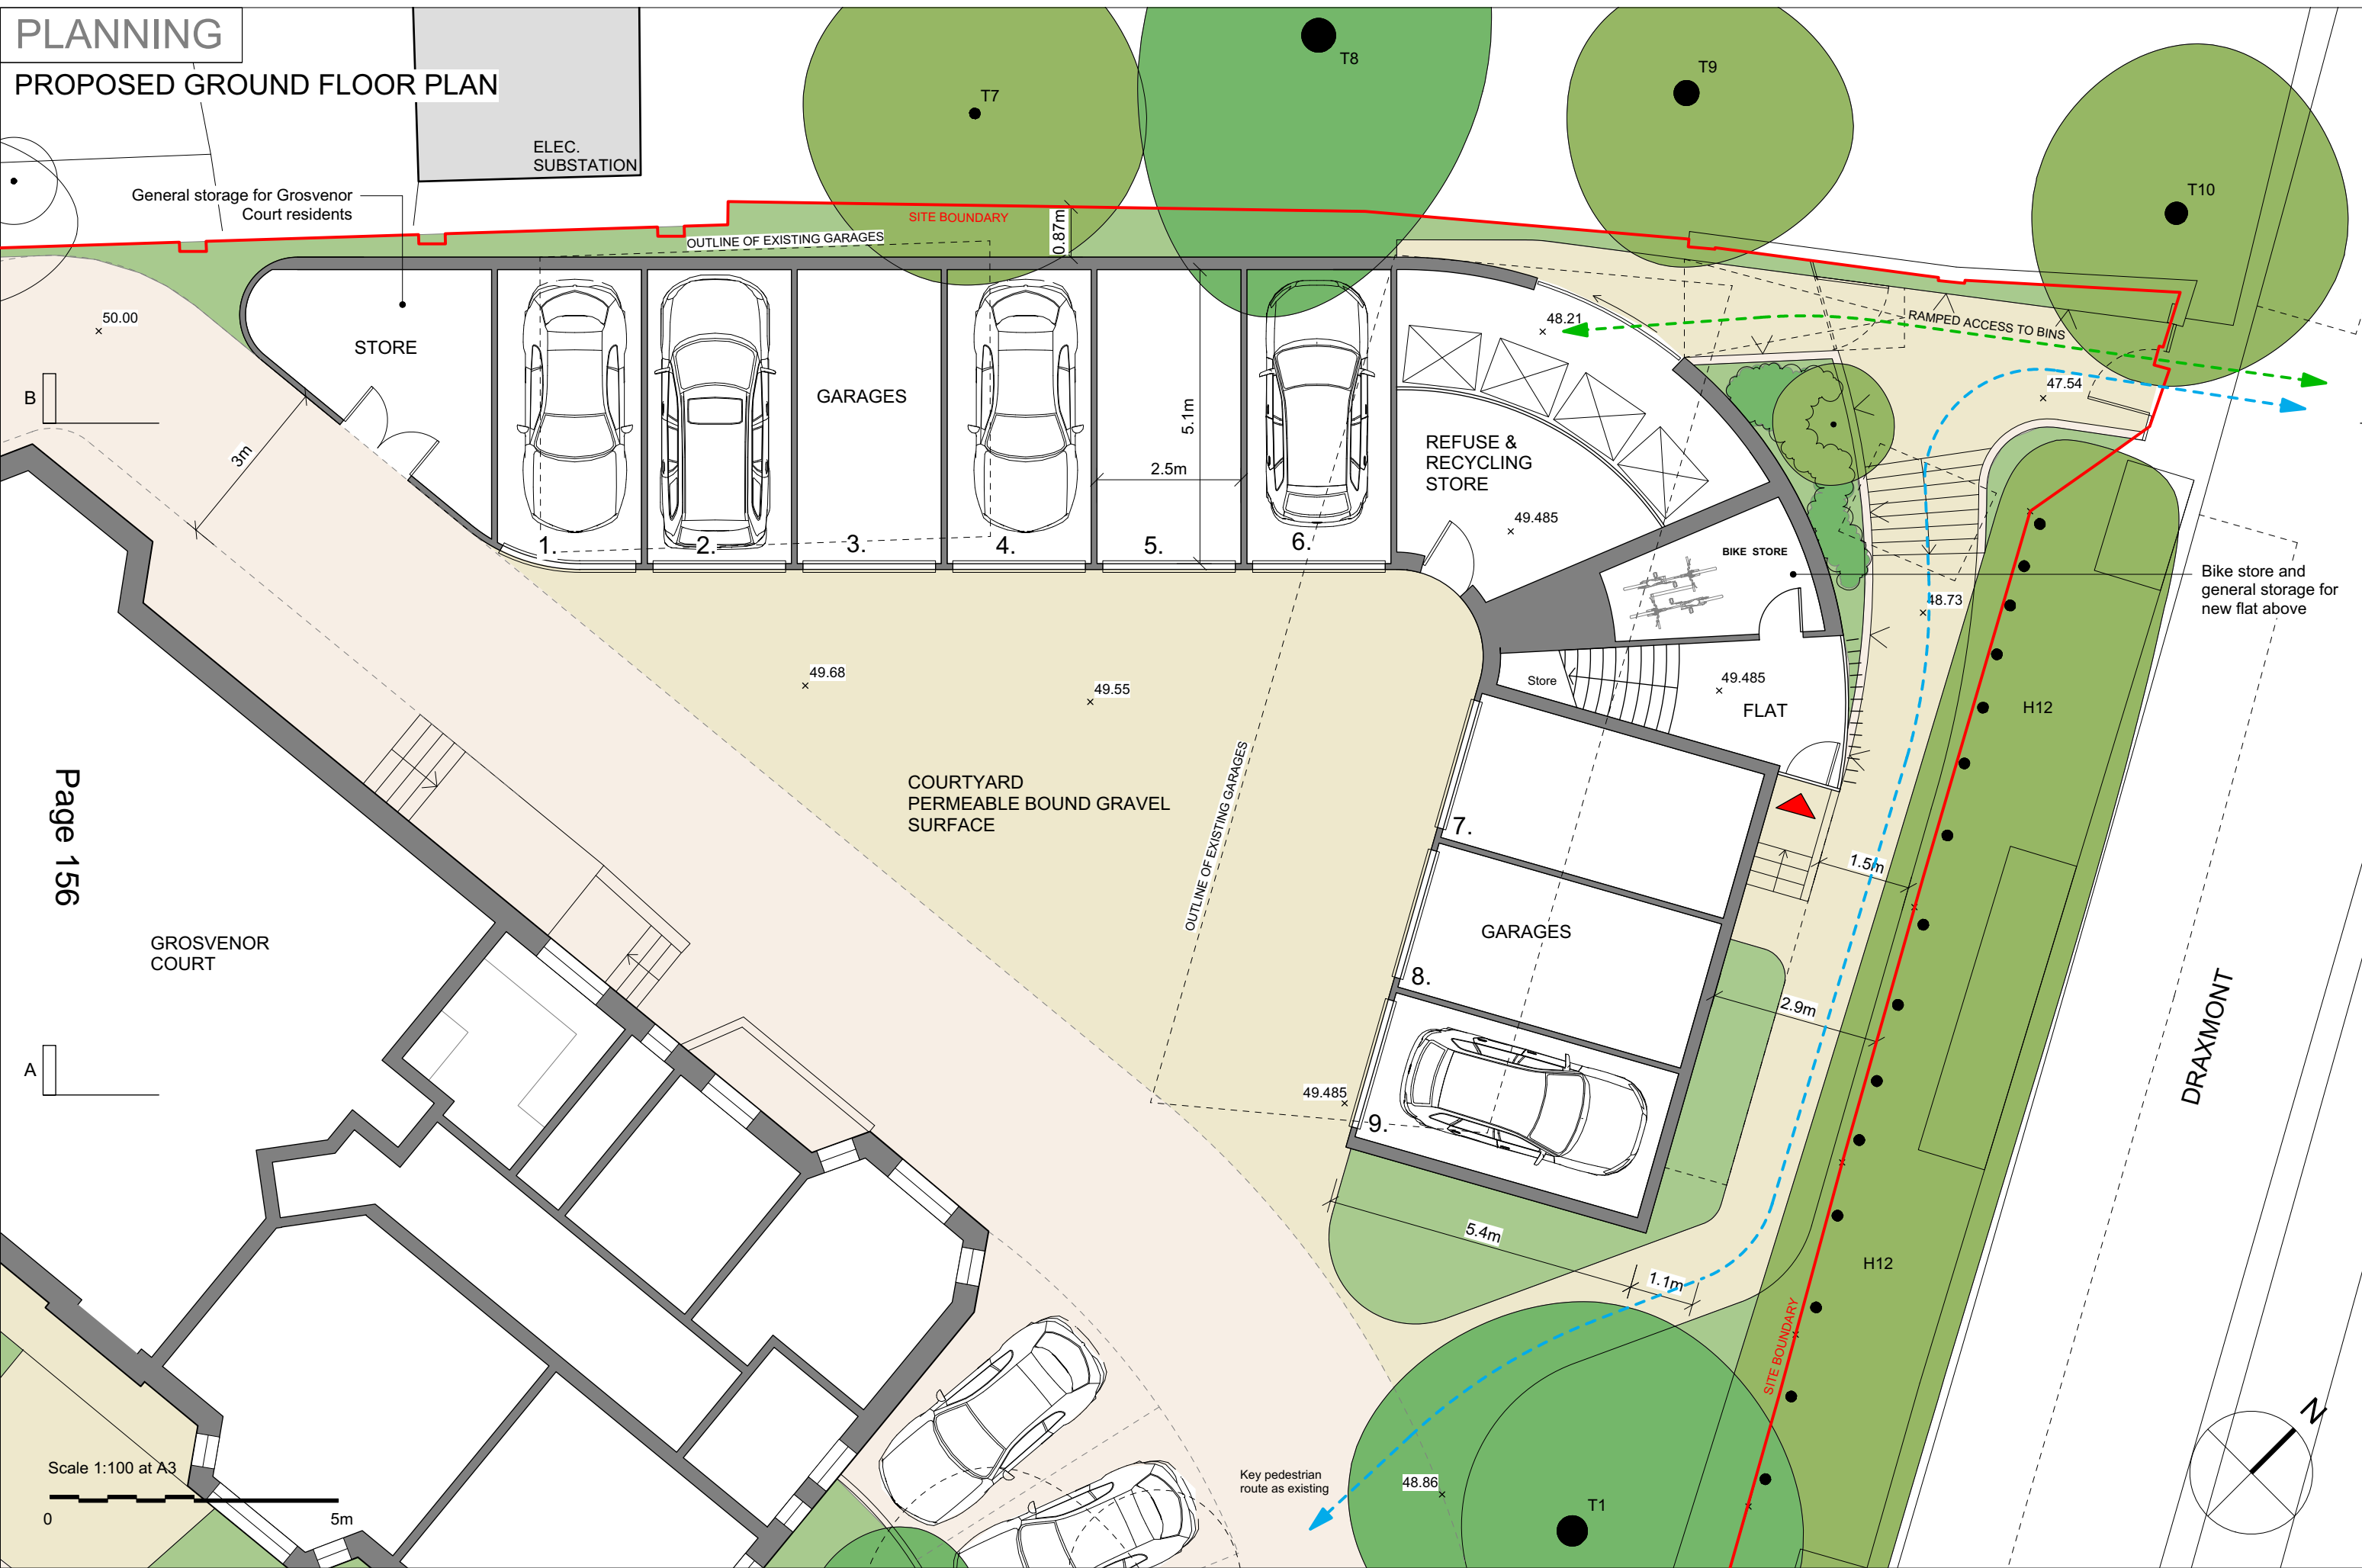 PLANNING
PROPOSED GROUND FLOOR PLAN
ELEC.
SUBSTATION
General storage for Grosvenor
Court residents
T7
T8
T9
T10
SITE BOUNDARY
OUTLINE OF EXISTING GARAGES
0.87m
50.00
B
3m
STORE
GARAGES
5.1m
2.5m
1.
2.
3.
4.
5.
6.
48.21
RAMPED ACCESS TO BINS
47.54
REFUSE &
RECYCLING
STORE
49.485
BIKE STORE
Bike store and
general storage for
new flat above
48.73
49.68
49.55
Store
49.485
FLAT
H12
COURTYARD
PERMEABLE BOUND GRAVEL
SURFACE
OUTLINE OF EXISTING GARAGES
7.
1.5m
Page 156
GROSVENOR
COURT
GARAGES
8.
2.9m
DRAXMONT
A
49.485
9.
5.4m
1.1m
H12
SITE BOUNDARY
Scale 1:100 at A3
0
5m
Key pedestrian
route as existing
48.86
T1
N